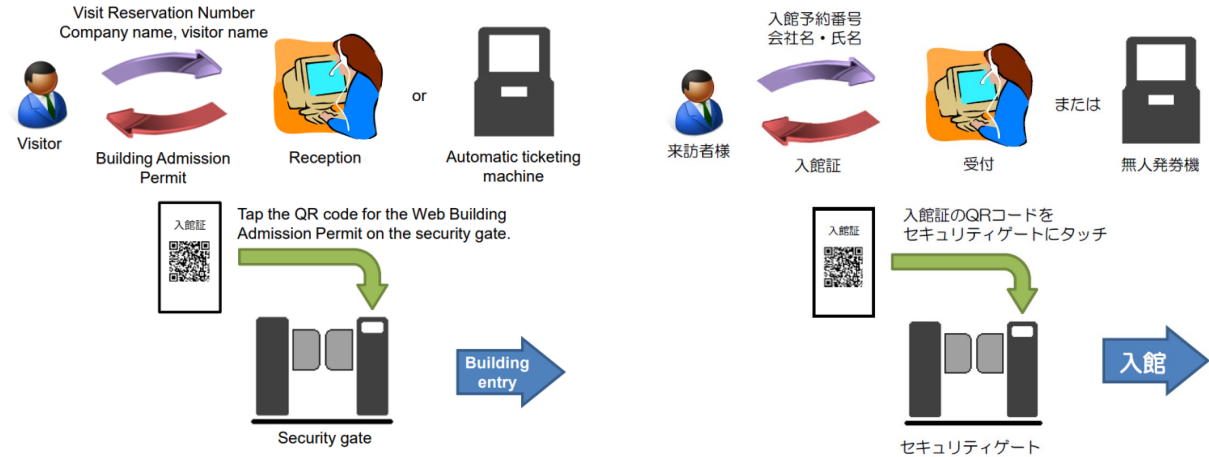 Visit Reservation Number
Company name, visitor name
Visitor
Building Admission
Permit
Reception
or
Automatic ticketing
machine
入館証
Tap the QR code for the Web Building
Admission Permit on the security gate.
Building
entry
Security gate
入館予約番号
会社名・氏名
来訪者様
入館証
受付
または
無人発券機
入館証
入館証のQRコードを
セキュリティゲートにタッチ
入館
セキュリティゲート